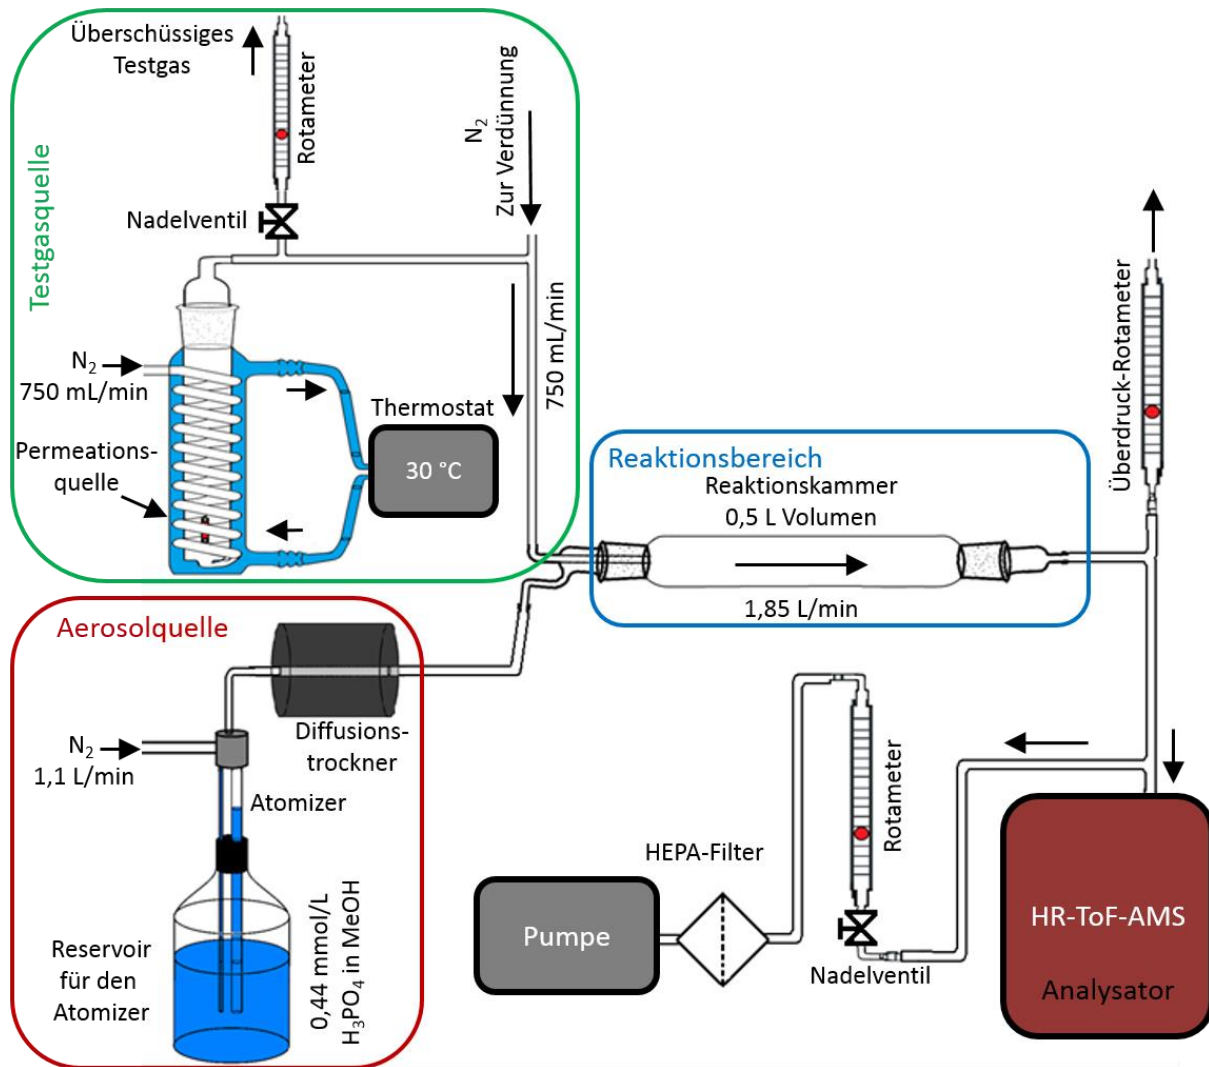 Überschüssiges
Testgas
Rotameter
N₂
Zur Verdünnung
Testgasquelle
Nadelventil
N₂
750 mL/min
750 mL/min
Permeations-
quelle
Thermostat
30 °C
Reaktionsbereich
Reaktionskammer
0,5 L Volumen
1,85 L/min
Überdruck-Rotameter
Aerosolquelle
Diffusions-
trockner
N₂
1,1 L/min
Atomizer
Reservoir
für den
Atomizer
0,44 mmol/L
H₃PO₄ in MeOH
HEPA-Filter
Rotameter
Pumpe
Nadelventil
HR-ToF-AMS
Analysator